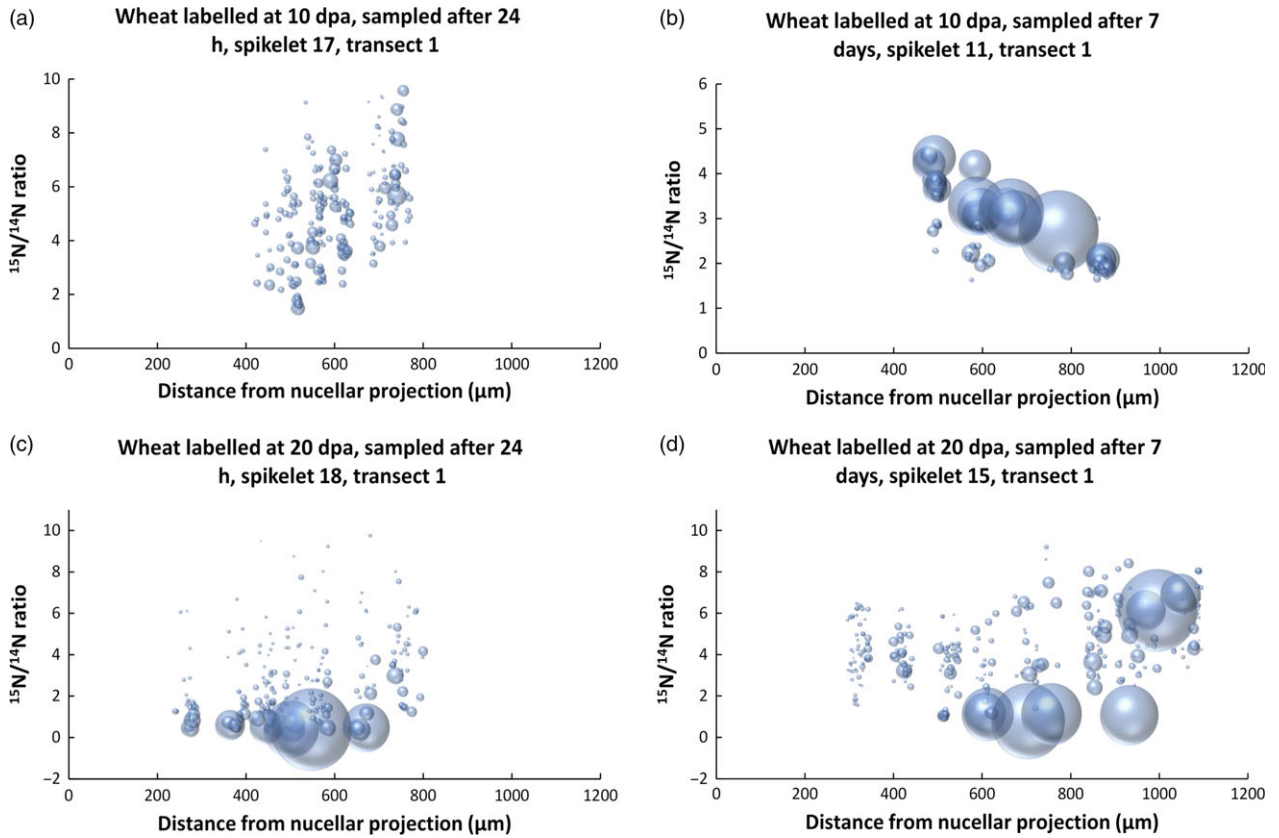 (a)
Wheat labelled at 10 dpa, sampled after 24
h, spikelet 17, transect 1
10
8
6
4
2
0
¹⁵N/¹⁴N ratio
0 200 400 600 800 1000 1200
Distance from nucellar projection (µm)
(b)
Wheat labelled at 10 dpa, sampled after 7
days, spikelet 11, transect 1
6
5
4
3
2
1
0
¹⁵N/¹⁴N ratio
0 200 400 600 800 1000 1200
Distance from nucellar projection (µm)
(c)
Wheat labelled at 20 dpa, sampled after 24
h, spikelet 18, transect 1
10
8
6
4
2
0
−2
¹⁵N/¹⁴N ratio
0 200 400 600 800 1000 1200
Distance from nucellar projection (µm)
(d)
Wheat labelled at 20 dpa, sampled after 7
days, spikelet 15, transect 1
10
8
6
4
2
0
−2
¹⁵N/¹⁴N ratio
0 200 400 600 800 1000 1200
Distance from nucellar projection (µm)